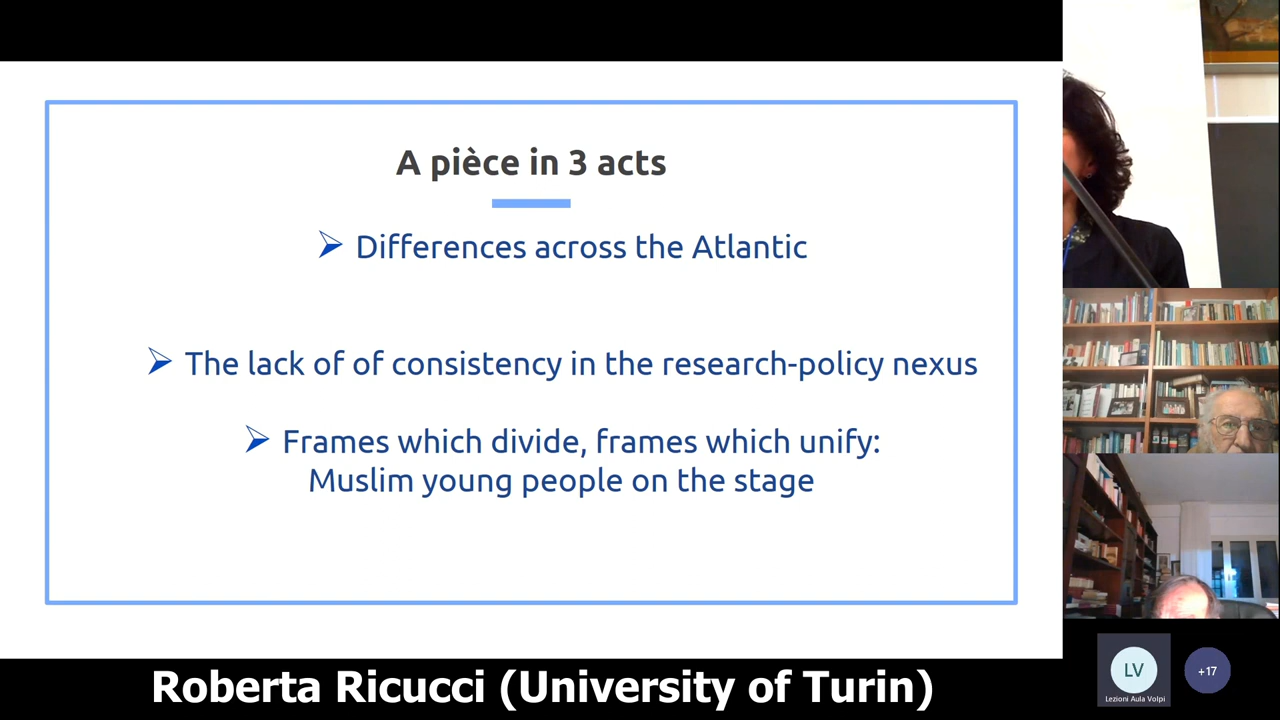 A pièce in 3 acts
➢ Differences across the Atlantic
➢ The lack of of consistency in the research-policy nexus
➢ Frames which divide, frames which unify:
Muslim young people on the stage
LV
Lezioni Aula Volpi
+17
Roberta Ricucci (University of Turin)